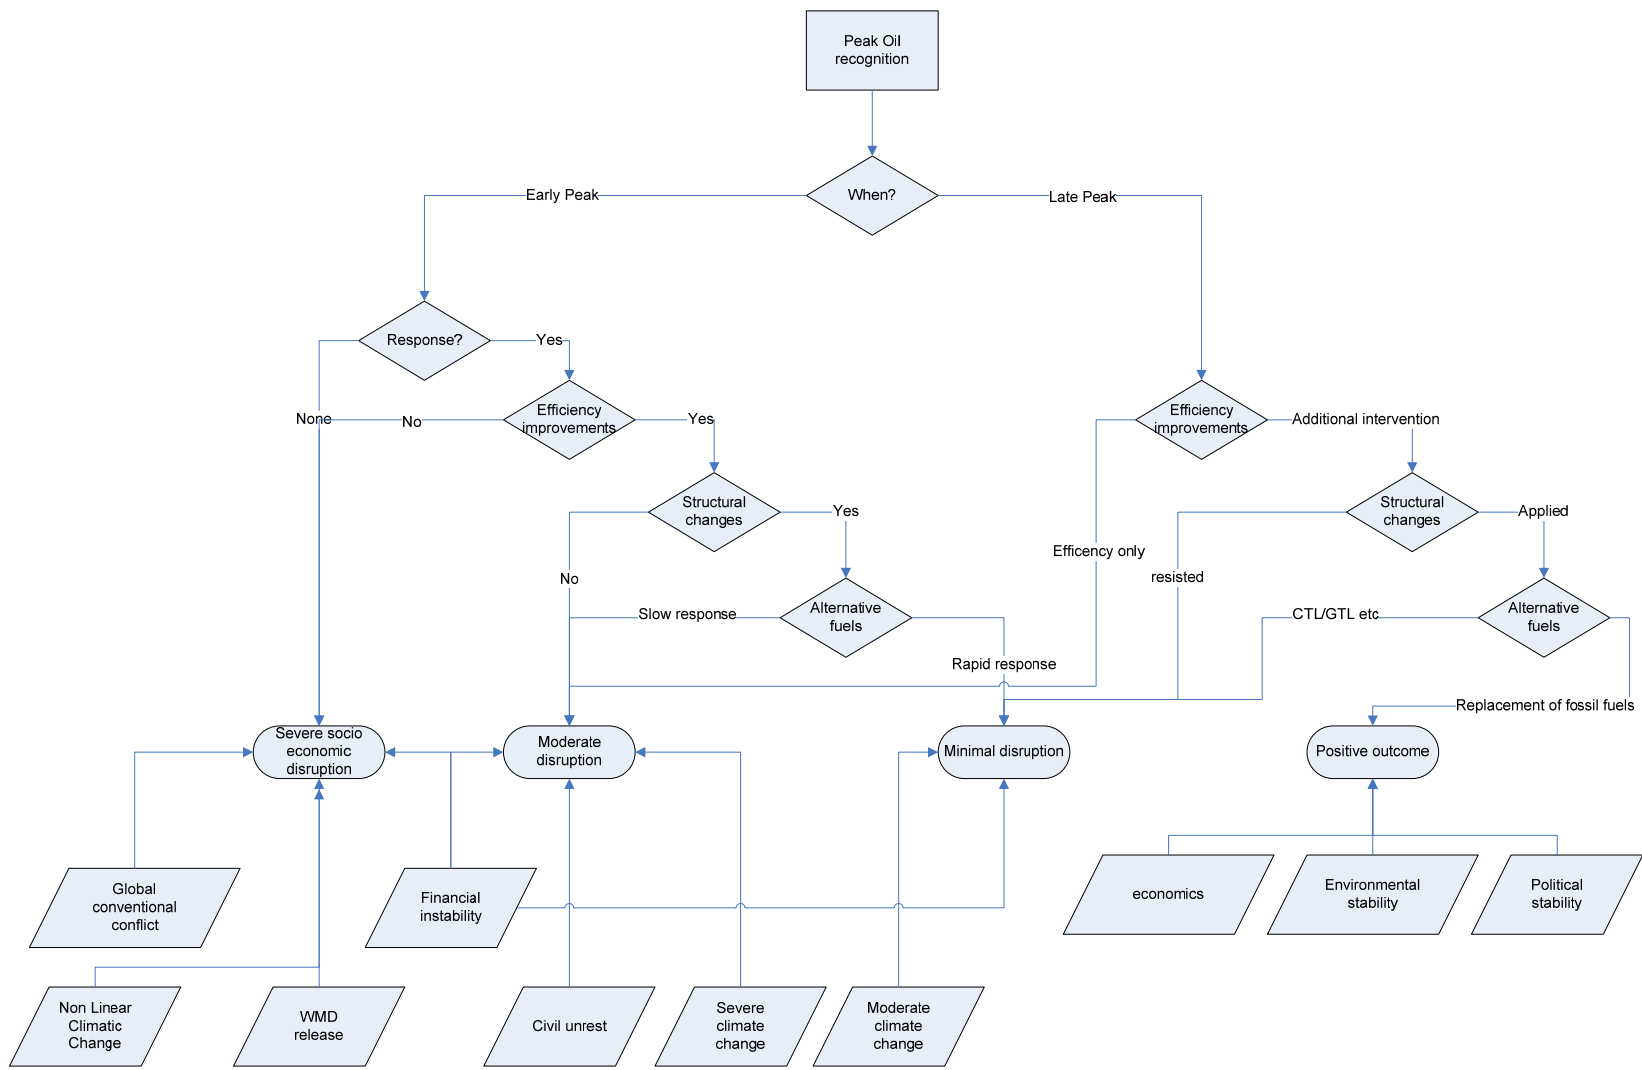 Peak Oil
recognition
When?
Early Peak
Late Peak
Response?
Yes
None
No
Efficiency
improvements
Yes
Efficiency
improvements
Additional intervention
Structural
changes
Yes
No
Structural
changes
Applied
Efficency only
resisted
Alternative
fuels
Slow response
Rapid response
Alternative
fuels
CTL/GTL etc
Replacement of fossil fuels
Severe socio
economic
disruption
Moderate
disruption
Minimal disruption
Positive outcome
Global
conventional
conflict
Financial
instability
economics
Environmental
stability
Political
stability
Non Linear
Climatic
Change
WMD
release
Civil unrest
Severe
climate
change
Moderate
climate
change